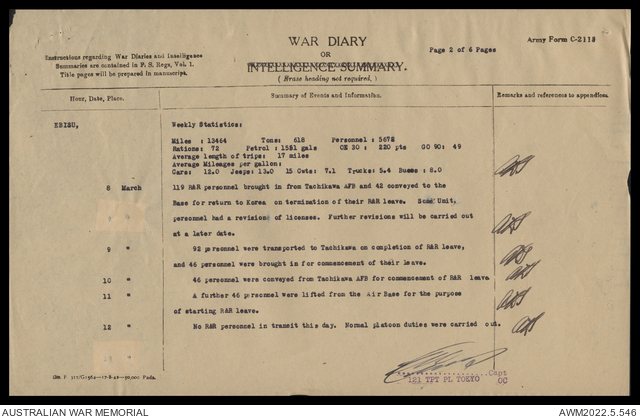 WAR DIARY
OR
INTELLIGENCE SUMMARY.
(Erase heading not required.)
Page 2 of 6 Pages
Army Form C-2118
Instructions regarding War Diaries and Intelligence
Summaries are contained in F. S. Regs, Vol. 1.
Title pages will be prepared in manuscript.
Hour, Date, Place.
Summary of Events and Information.
Remarks and references to appendices.
EBISU,
Weekly Statistics:
Miles : 13464 Tons: 618 Personnel : 5672
Rations: 72 Petrol : 1581 gals OE 30 : 220 pts GO 90: 49
Average length of trips: 17 miles
Average Mileages per gallon:
Cars: 12.0 Jeeps: 13.0 15 Cwts: 7.1 Trucks: 5.4 Buses: 8.0
8 March 119 R&R personnel brought in from Tachikawa AFB and 42 conveyed to the
Base for return to Korea on termination of their R&R leave. Some Unit,
personnel had a revision of licenses. Further revisions will be carried out
at a later date.
9 " 92 personnel were transported to Tachikawa on completion of R&R leave,
and 46 personnel were brought in for commencement of their leave.
10 " 46 personnel were conveyed from Tachikawa AFB for commencement of R&R leave
11 " A further 46 personnel were lifted from the Air Base for the purpose
of starting R&R leave.
12 " No R&R personnel in transit this day. Normal platoon duties were carried out.
Capt
121 TPT PL TOKYO OC
AUSTRALIAN WAR MEMORIAL
AWM2022.5.546